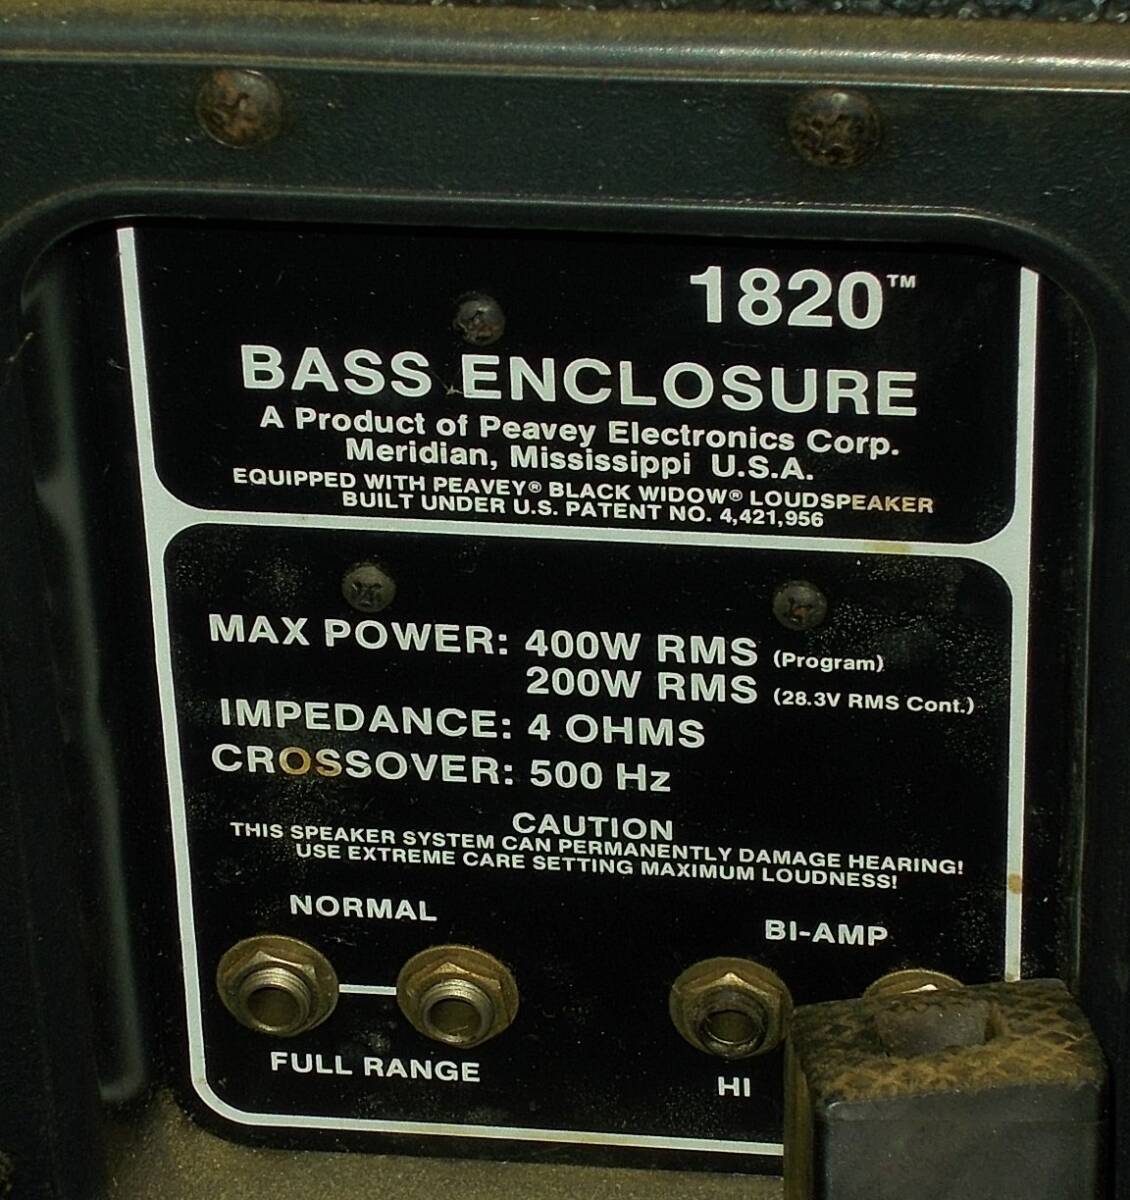 1820™
BASS ENCLOSURE
A Product of Peavey Electronics Corp.
Meridian, Mississippi U.S.A.
EQUIPPED WITH PEAVEY® BLACK WIDOW® LOUDSPEAKER
BUILT UNDER U.S. PATENT NO. 4,421,956
MAX POWER: 400W RMS (Program)
200W RMS (28.3V RMS Cont.)
IMPEDANCE: 4 OHMS
CROSSOVER: 500 Hz
CAUTION
THIS SPEAKER SYSTEM CAN PERMANENTLY DAMAGE HEARING!
USE EXTREME CARE SETTING MAXIMUM LOUDNESS!
NORMAL
BI-AMP
FULL RANGE
HI